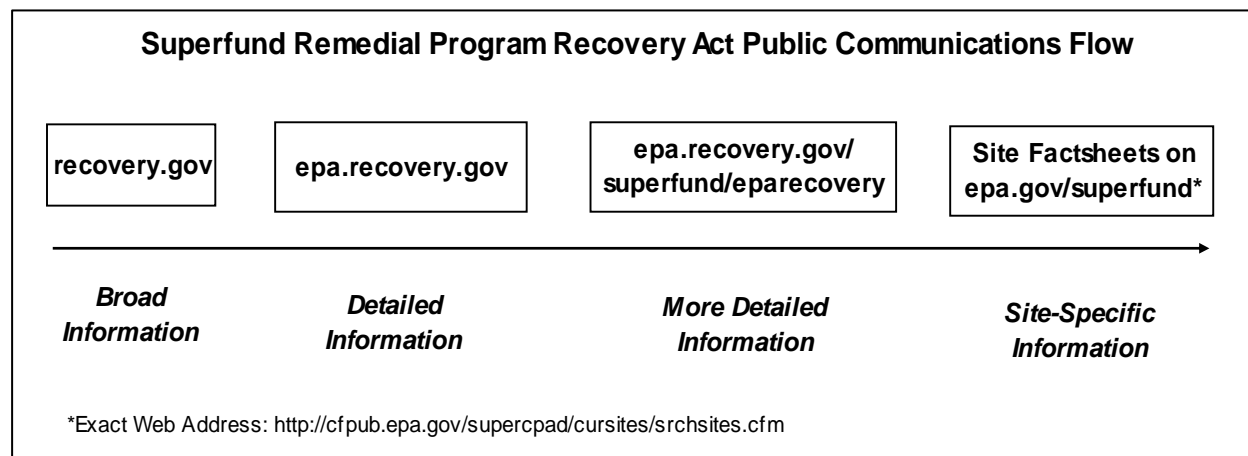 Superfund Remedial Program Recovery Act Public Communications Flow
recovery.gov
epa.recovery.gov
epa.recovery.gov/
superfund/eparecovery
Site Factsheets on
epa.gov/superfund*
Broad
Information
Detailed
Information
More Detailed
Information
Site-Specific
Information
*Exact Web Address: http://cfpub.epa.gov/supercpad/cursites/srchsites.cfm